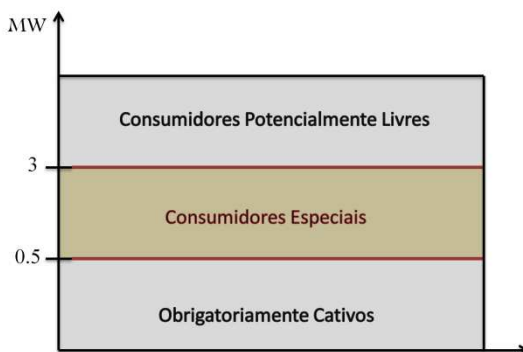 MW
Consumidores Potencialmente Livres
3
Consumidores Especiais
0.5
Obrigatoriamente Cativos